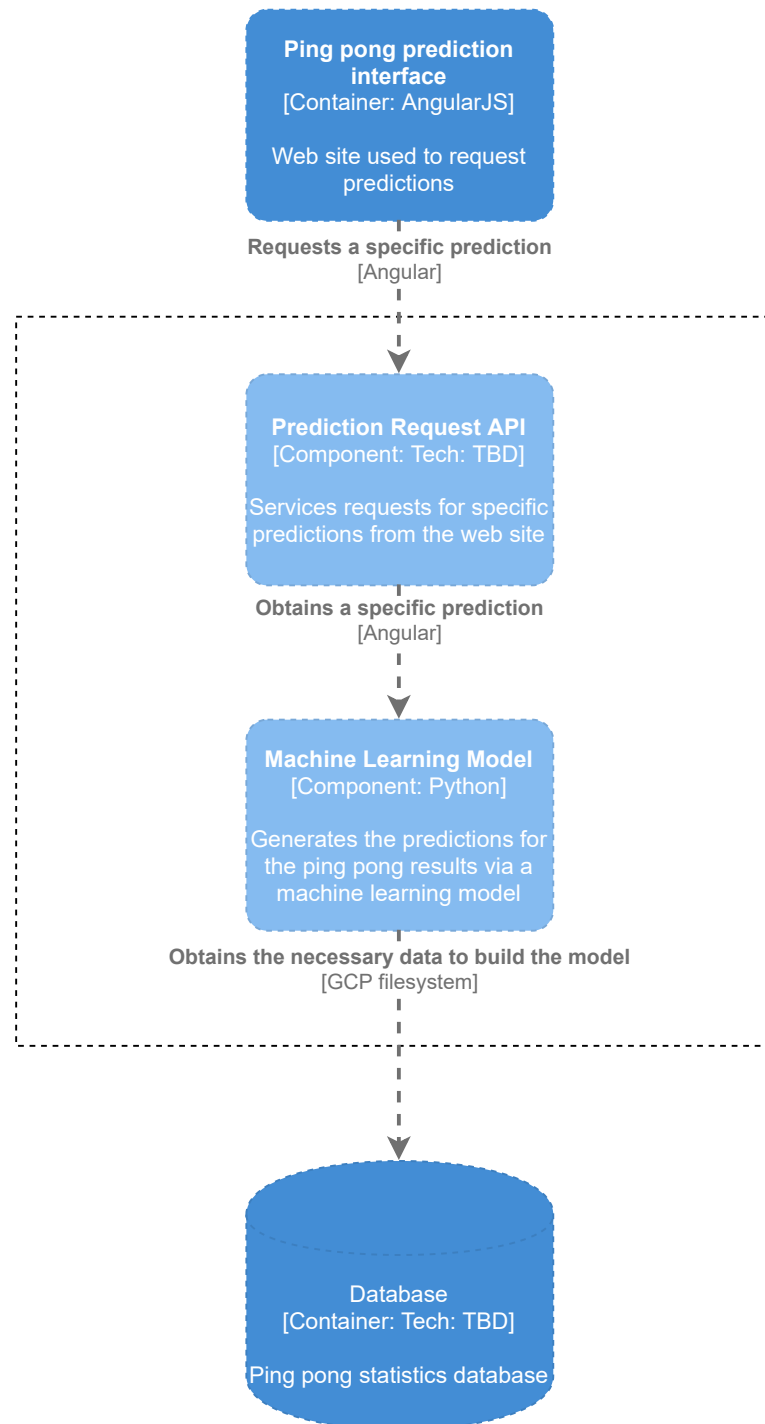 Ping pong prediction
interface
[Container: AngularJS]
Web site used to request
predictions
Requests a specific prediction
[Angular]
Prediction Request API
[Component: Tech: TBD]
Services requests for specific
predictions from the web site
Obtains a specific prediction
[Angular]
Machine Learning Model
[Component: Python]
Generates the predictions for
the ping pong results via a
machine learning model
Obtains the necessary data to build the model
[GCP filesystem]
Database
[Container: Tech: TBD]
Ping pong statistics database